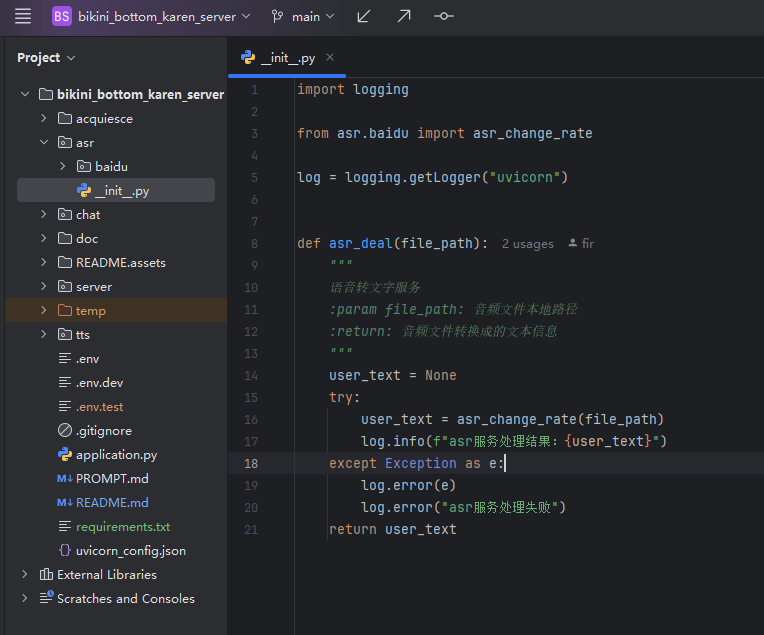 BS bikini_bottom_karen_server main
Project
bikini_bottom_karen_server
acquiesce
asr
baidu
__init__.py
chat
doc
README.assets
server
temp
tts
.env
.env.dev
.env.test
.gitignore
application.py
M↓ PROMPT.md
M↓ README.md
requirements.txt
uvicorn_config.json
External Libraries
Scratches and Consoles
__init__.py
1 import logging
2
3 from asr.baidu import asr_change_rate
4
5 log = logging.getLogger("uvicorn")
6
7
8 def asr_deal(file_path): 2 usages fir
9 """
10 语音转文字服务
11 :param file_path: 音频文件本地路径
12 :return: 音频文件转换成的文本信息
13 """
14 user_text = None
15 try:
16 user_text = asr_change_rate(file_path)
17 log.info(f"asr服务处理结果: {user_text}")
18 except Exception as e:
19 log.error(e)
20 log.error("asr服务处理失败")
21 return user_text